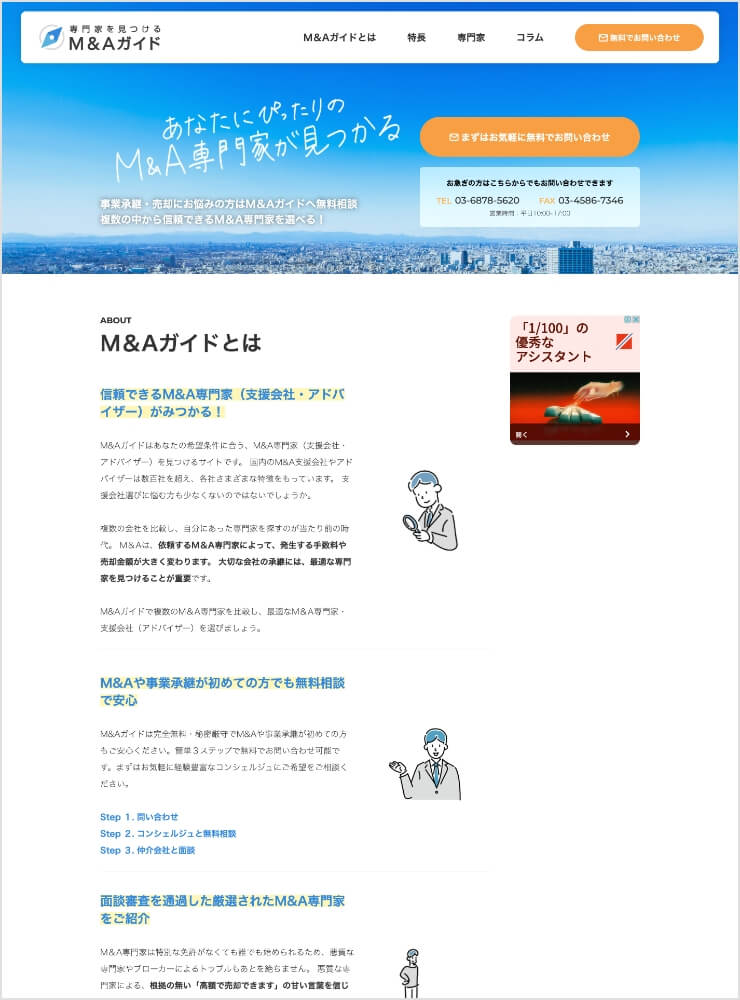 専門家を見つける
M&Aガイド
M&Aガイドとは
特長
専門家
コラム
無料でお問い合わせ
あなたにぴったりの
M&A専門家が見つかる
事業承継・売却にお悩みの方はM&Aガイドへ無料相談
複数の中から信頼できるM&A専門家を選べる！
まずはお気軽に無料でお問い合わせ
お急ぎの方はこちらからでもお問い合わせできます
TEL 03-6878-5620 FAX 03-4586-7346
営業時間：平日10:00-17:00
ABOUT
M&Aガイドとは
「1/100」の
優秀な
アシスタント
開く
信頼できるM&A専門家（支援会社・アドバ
イザー）がみつかる！
M&Aガイドはあなたの希望条件に合う、M&A専門家（支援会社・
アドバイザー）を見つけるサイトです。 国内のM&A支援会社やアド
バイザーは数百社を超え、各社さまざまな特徴をもっています。 支
援会社選びに悩む方も少なくないのではないでしょうか。
複数の会社を比較し、自分にあった専門家を探すのが当たり前の時
代。 M&Aは、依頼するM&A専門家によって、発生する手数料や
売却金額が大きく変わります。 大切な会社の承継には、最適な専門
家を見つけることが重要です。
M&Aガイドで複数のM&A専門家を比較し、最適なM&A専門家・
支援会社（アドバイザー）を選びましょう。
M&Aや事業承継が初めての方でも無料相談
で安心
M&Aガイドは完全無料・秘密厳守でM&Aや事業承継が初めての方
もご安心ください。簡単３ステップで無料でお問い合わせ可能で
す。まずはお気軽に経験豊富なコンシェルジュにご希望をご相談く
ださい。
Step １. 問い合わせ
Step ２. コンシェルジュと無料相談
Step ３. 仲介会社と面談
面談審査を通過した厳選されたM&A専門家
をご紹介
M&A専門家は特別な免許がなくても誰でも始められるため、悪質な
専門家やブローカーによるトラブルもあとを絶ちません。 悪質な専
門家による、根拠の無い「高額で売却できます」の甘い言葉を信じ